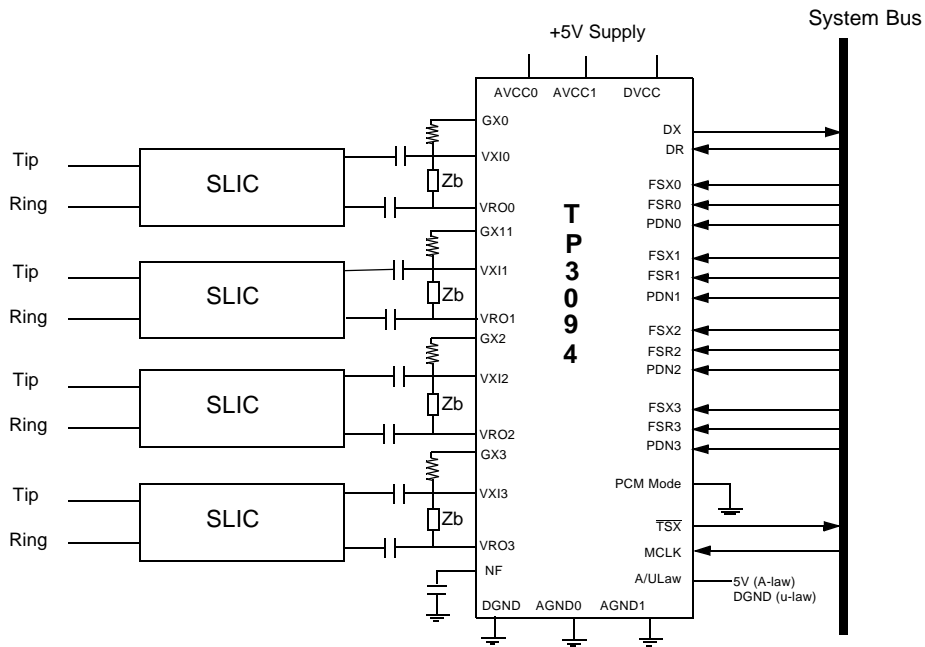 System Bus
+5V Supply
AVCC0 AVCC1 DVCC
GX0
VXI0
Zb
VRO0
GX11
VXI1
Zb
VRO1
GX2
VXI2
Zb
VRO2
GX3
VXI3
Zb
VRO3
NF
DGND AGND0 AGND1
Tip
Ring
SLIC
Tip
Ring
SLIC
Tip
Ring
SLIC
Tip
Ring
SLIC
T
P
3
0
9
4
DX
DR
FSX0
FSR0
PDN0
FSX1
FSR1
PDN1
FSX2
FSR2
PDN2
FSX3
FSR3
PDN3
PCM Mode
TSX
MCLK
A/ULaw
5V (A-law)
DGND (u-law)